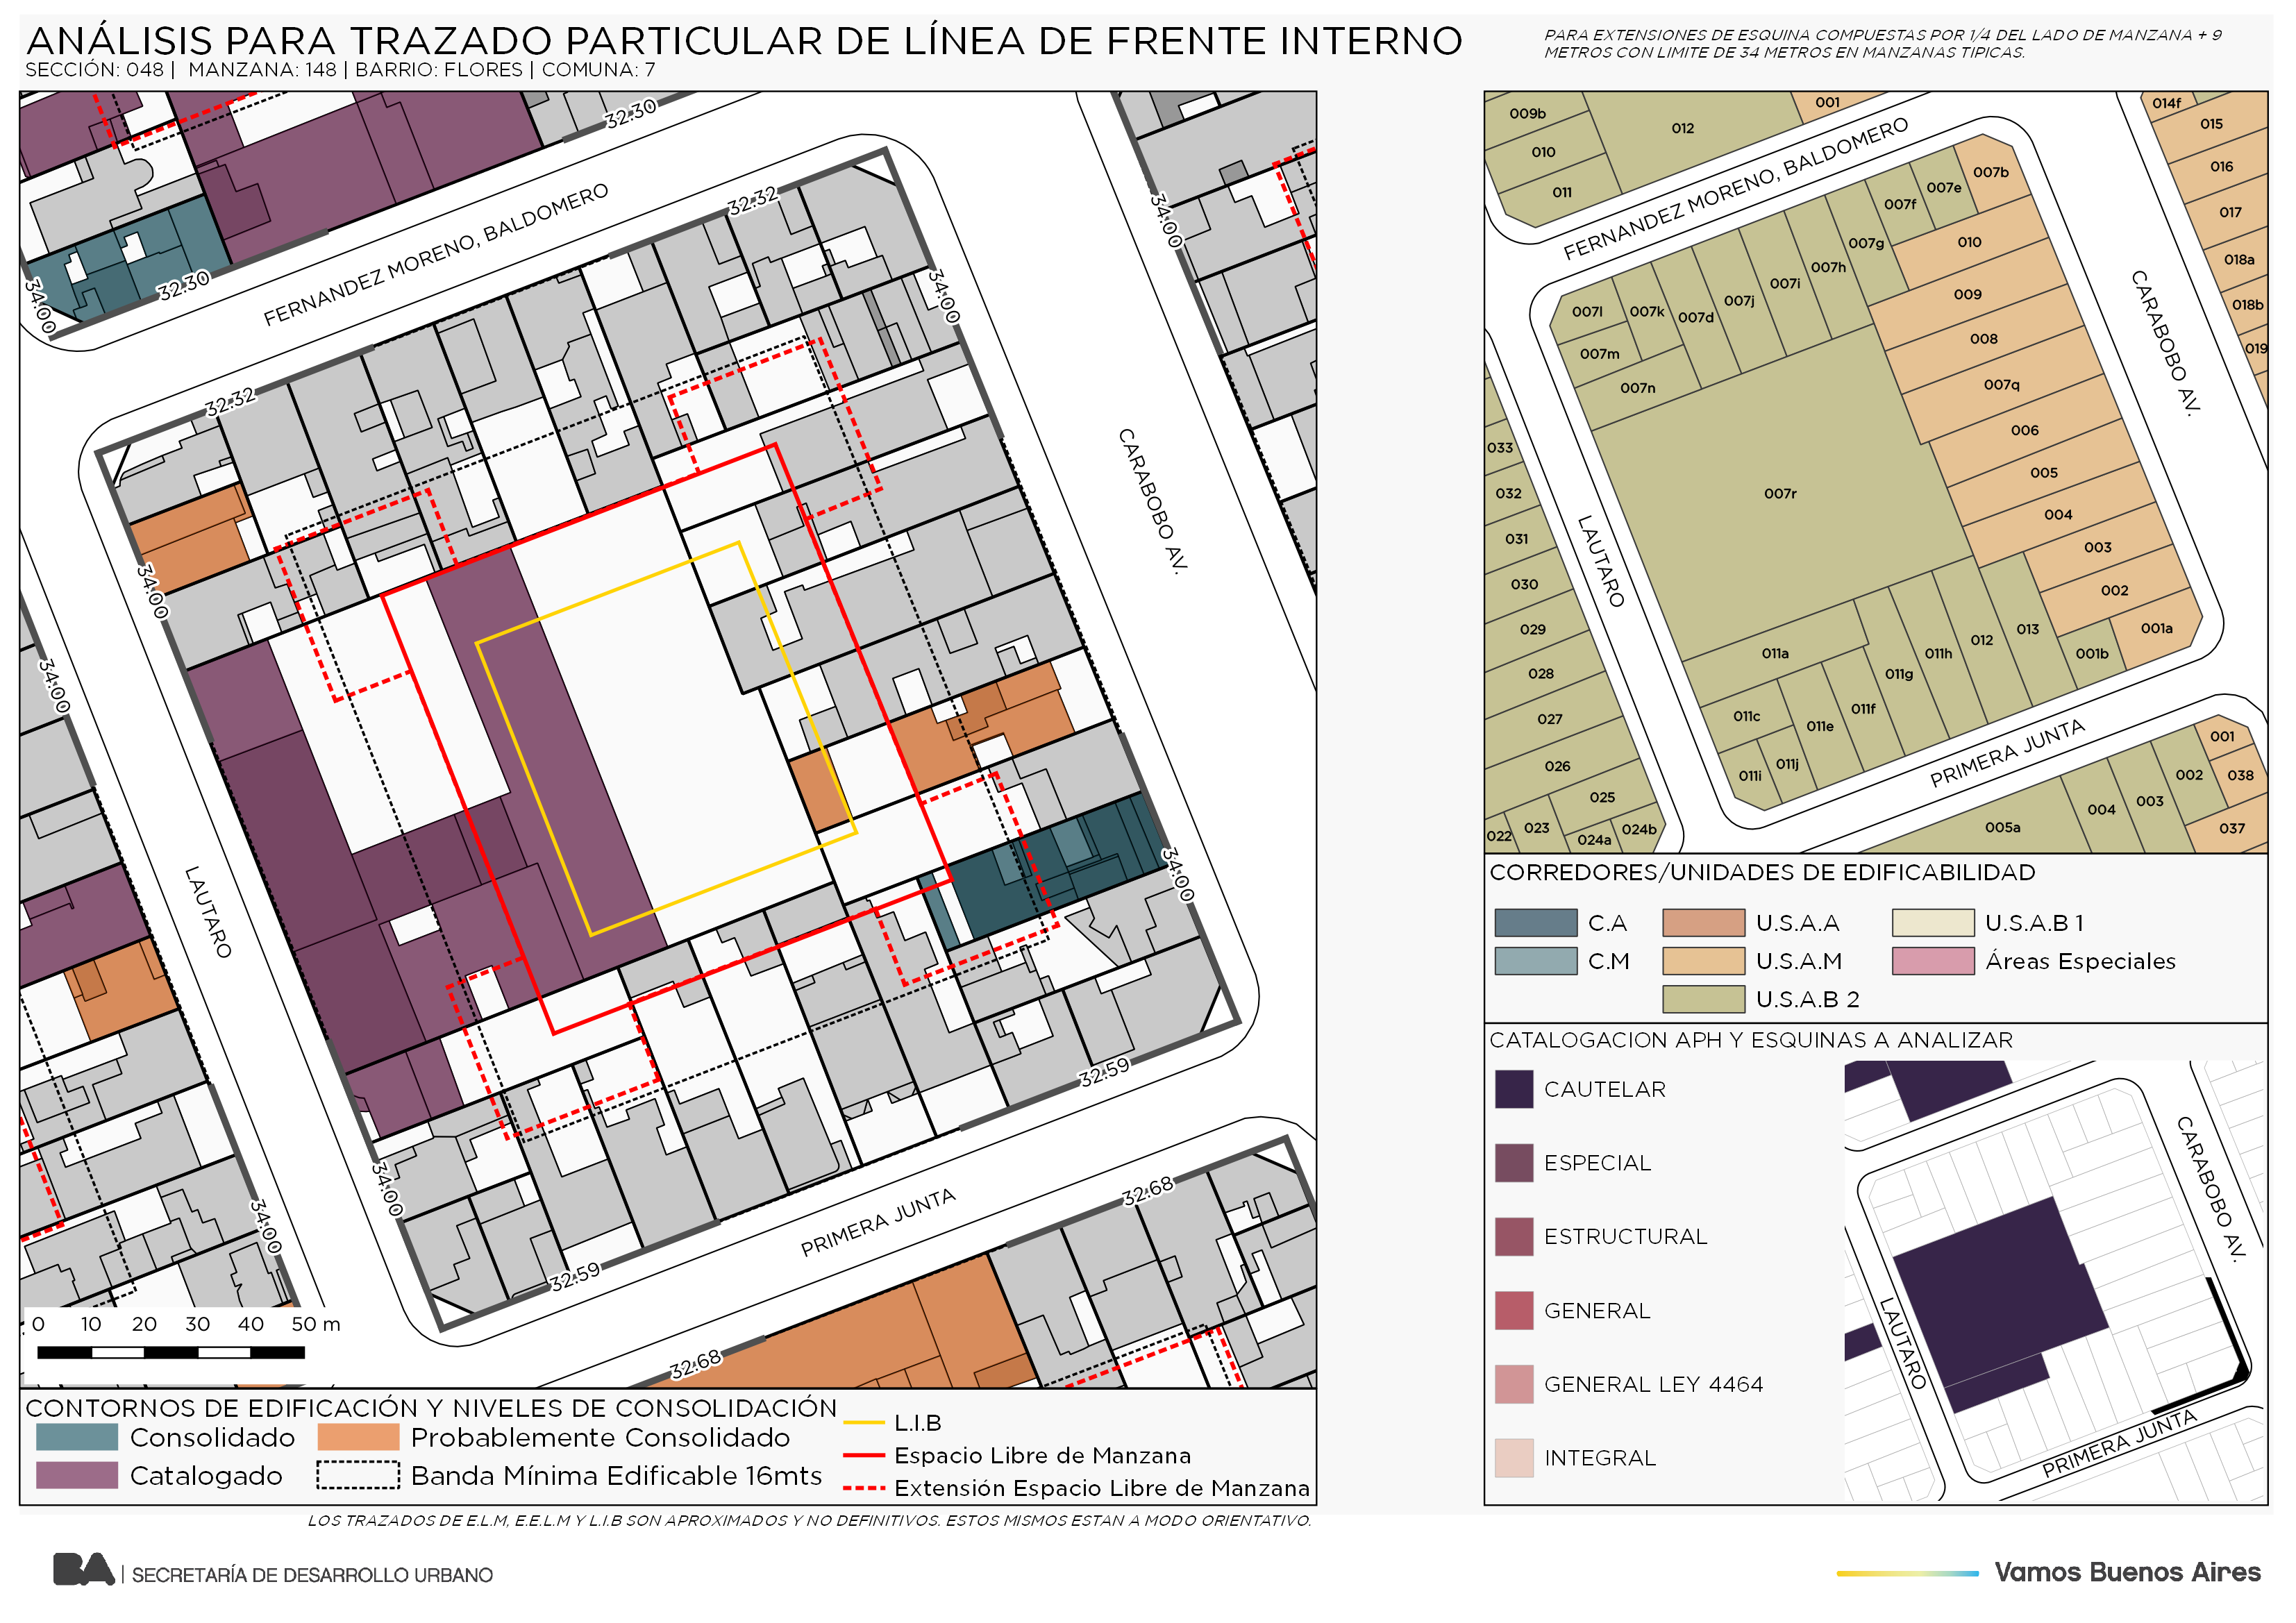 ANÁLISIS PARA TRAZADO PARTICULAR DE LÍNEA DE FRENTE INTERNO
SECCIÓN: 048 | MANZANA: 148 | BARRIO: FLORES | COMUNA: 7
PARA EXTENSIONES DE ESQUINA COMPUESTAS POR 1/4 DEL LADO DE MANZANA + 9
METROS CON LIMITE DE 34 METROS EN MANZANAS TIPICAS.
32.30
32.32
34.00
FERNANDEZ MORENO, BALDOMERO
32.30
34.00
34.00
32.32
CARABOBO AV.
34.00
34.00
LAUTARO
34.00
34.00
32.59
34.00
PRIMERA JUNTA
32.68
32.59
32.68
0 10 20 30 40 50 m
009b
012
001
014f
010
015
011
FERNANDEZ MORENO, BALDOMERO
007b
016
007e
007f
017
007g
010
018a
007h
007i
009
018b
007j
007l
007k
007d
008
019
007m
CARABOBO AV.
007n
007q
033
006
032
007r
005
031
004
LAUTARO
003
030
002
029
013
001a
012
011a
011h
001b
028
011g
027
011c
011f
011e
PRIMERA JUNTA
001
026
011j
011i
002
038
025
003
004
022
023
024a
024b
005a
037
CORREDORES/UNIDADES DE EDIFICABILIDAD
C.A
U.S.A.A
U.S.A.B 1
C.M
U.S.A.M
Áreas Especiales
U.S.A.B 2
CATALOGACION APH Y ESQUINAS A ANALIZAR
CAUTELAR
ESPECIAL
ESTRUCTURAL
GENERAL
GENERAL LEY 4464
INTEGRAL
CARABOBO AV.
LAUTARO
PRIMERA JUNTA
CONTORNOS DE EDIFICACIÓN Y NIVELES DE CONSOLIDACIÓN
Consolidado
Probablemente Consolidado
Catalogado
Banda Mínima Edificable 16mts
L.I.B
Espacio Libre de Manzana
Extensión Espacio Libre de Manzana
LOS TRAZADOS DE E.L.M, E.E.L.M Y L.I.B SON APROXIMADOS Y NO DEFINITIVOS. ESTOS MISMOS ESTAN A MODO ORIENTATIVO.
BA | SECRETARÍA DE DESARROLLO URBANO
Vamos Buenos Aires